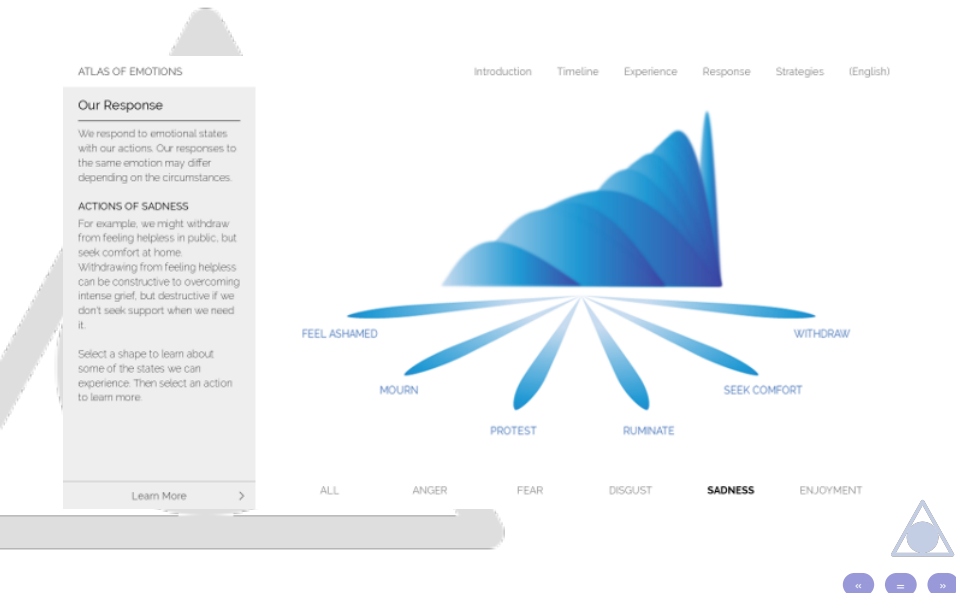 ATLAS OF EMOTIONS
Introduction Timeline Experience Response Strategies (English)
Our Response
We respond to emotional states
with our actions. Our responses to
the same emotion may differ
depending on the circumstances.
ACTIONS OF SADNESS
For example, we might withdraw
from feeling helpless in public, but
seek comfort at home.
Withdrawing from feeling helpless
can be constructive to overcoming
intense grief, but destructive if we
don't seek support when we need
it.
Select a shape to learn about
some of the states we can
experience. Then select an action
to learn more.
Learn More >
FEEL ASHAMED
MOURN
PROTEST
RUMINATE
SEEK COMFORT
WITHDRAW
ALL ANGER FEAR DISGUST SADNESS ENJOYMENT
« = »